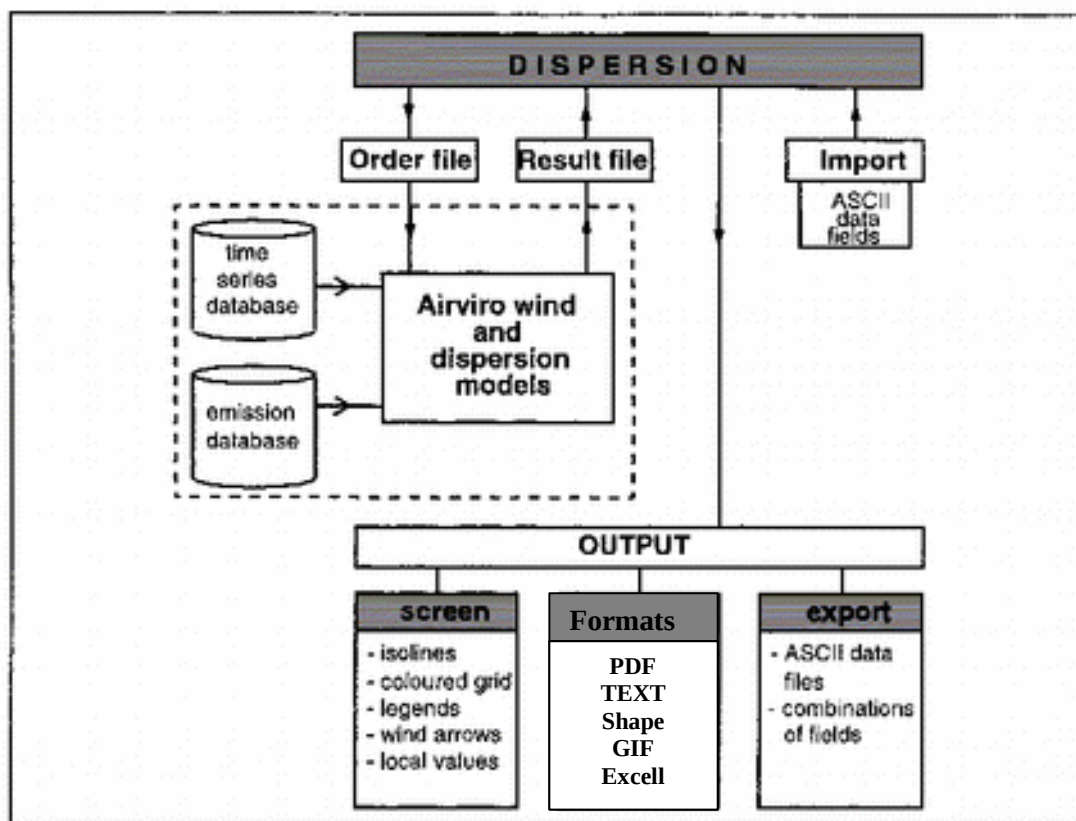 DISPERSION
Order file
Result file
Import
ASCII
data
fields
time
series
database
Airviro wind
and
dispersion
models
emission
database
OUTPUT
screen
- isolines
- coloured grid
- legends
- wind arrows
- local values
Formats
PDF
TEXT
Shape
GIF
Excell
export
- ASCII data
files
- combinations
of fields